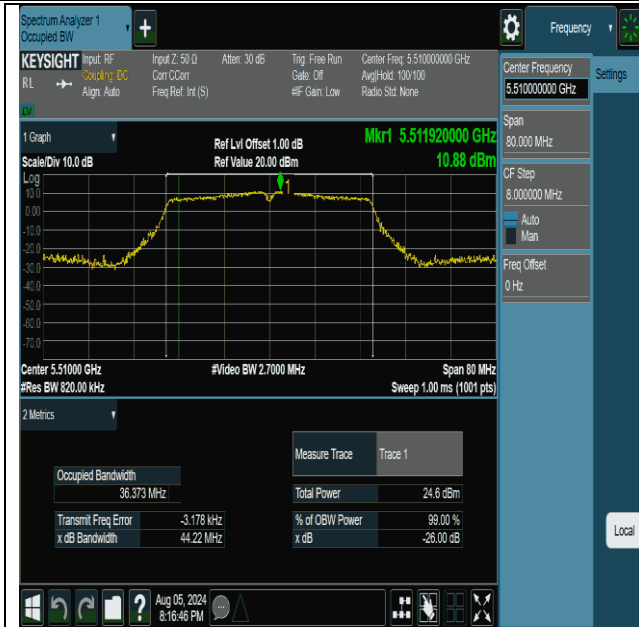 Spectrum Analyzer 1
Occupied BW
+
Frequency
KEYSIGHT
RL
Input: RF
Coupling: DC
Align: Auto
Input Z: 50 Ω
Corr CCorr
Freq Ref: Int (S)
Atten: 30 dB
Trig: Free Run
Gate: Off
#IF Gain: Low
Center Freq: 5.510000000 GHz
Avg|Hold: 100/100
Radio Std: None
LNI
Center Frequency
5.510000000 GHz
Settings
Span
80.000 MHz
CF Step
8.000000 MHz
Auto
Man
Freq Offset
0 Hz
1 Graph
Scale/Div 10.0 dB
Ref Lvl Offset 1.00 dB
Ref Value 20.00 dBm
Mkr1 5.511920000 GHz
10.88 dBm
Log
10.0
0.00
-10.0
-20.0
-30.0
-40.0
-50.0
-60.0
-70.0
1
Center 5.51000 GHz
#Res BW 820.00 kHz
#Video BW 2.7000 MHz
Span 80 MHz
Sweep 1.00 ms (1001 pts)
2 Metrics
Measure Trace
Trace 1
Occupied Bandwidth
36.373 MHz
Total Power
24.6 dBm
Transmit Freq Error
-3.178 kHz
% of OBW Power
99.00 %
x dB Bandwidth
44.22 MHz
x dB
-26.00 dB
Local
?
Aug 05, 2024
8:16:46 PM